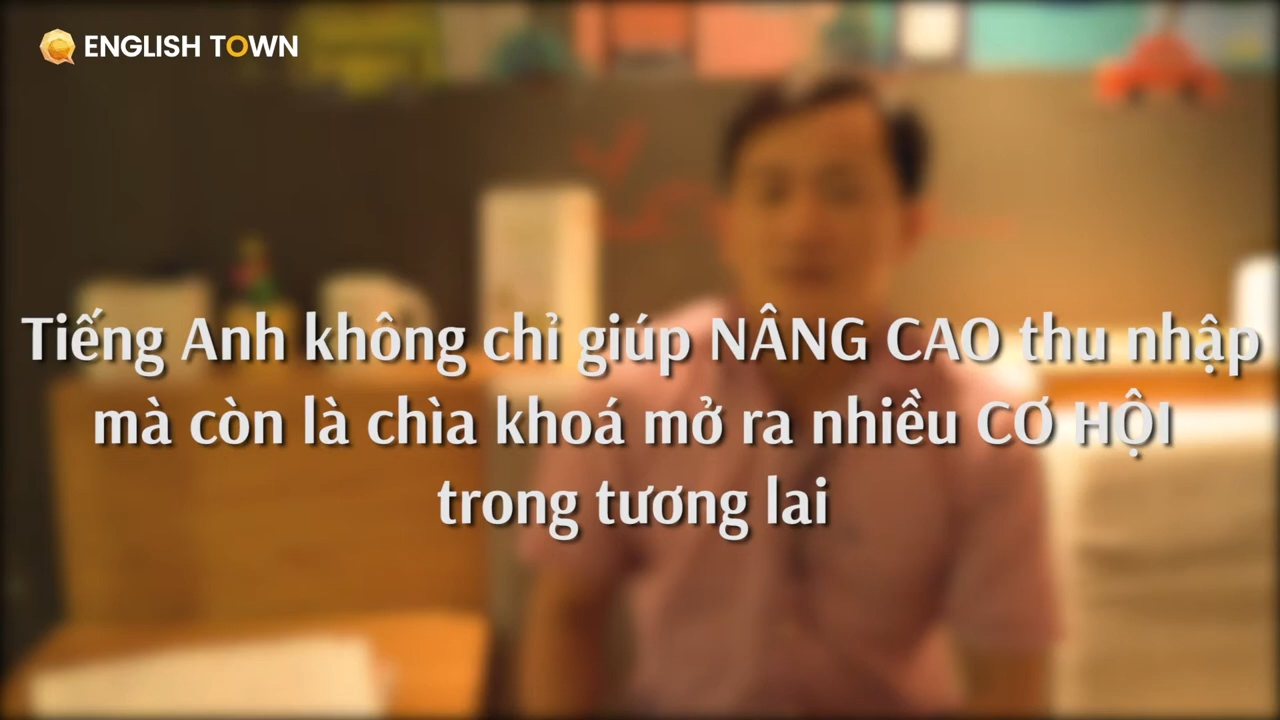 ENGLISH TOWN
Tiếng Anh không chỉ giúp NÂNG CAO thu nhập
mà còn là chìa khoá mở ra nhiều CƠ HỘI
trong tương lai